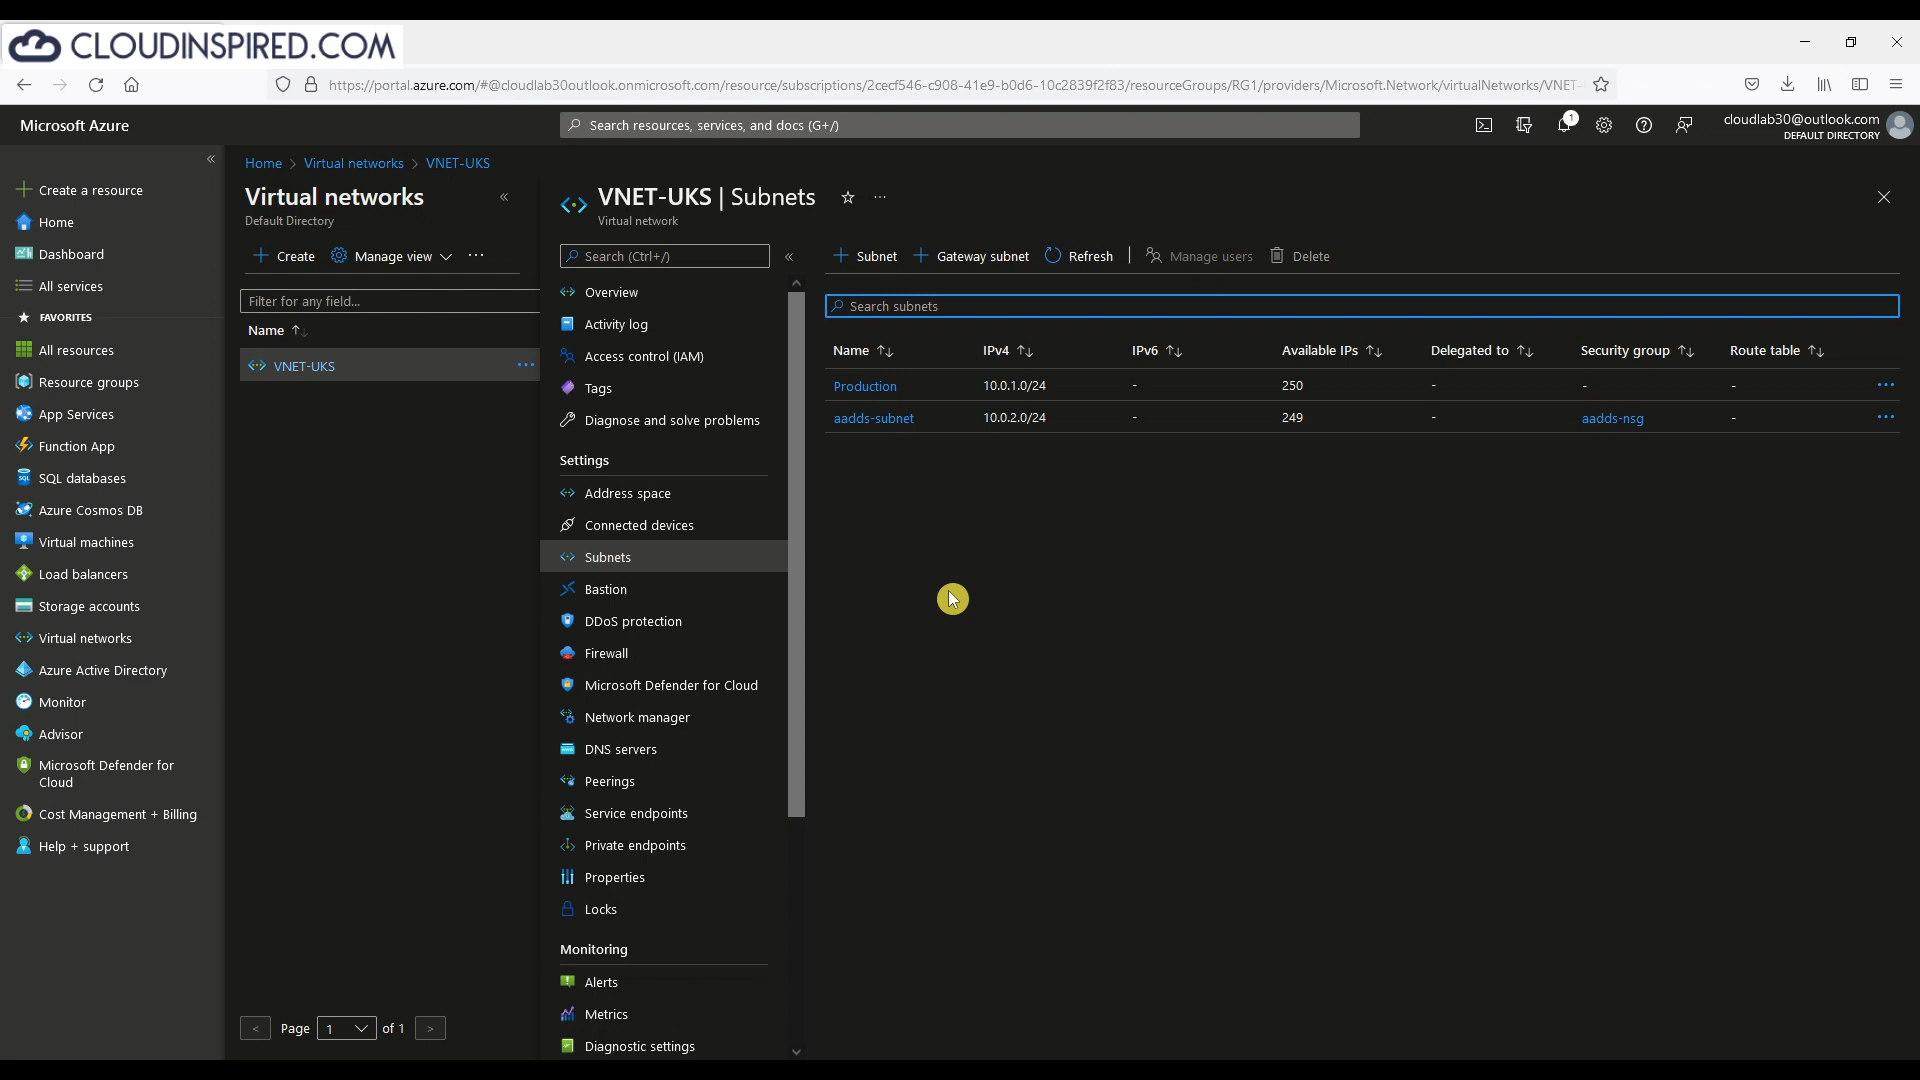 CLOUDINSPIRED.COM
https://portal.azure.com/#@cloudlab30outlook.onmicrosoft.com/resource/subscriptions/2cecf546-c908-41e9-b0d6-10c2839f2f83/resourceGroups/RG1/providers/Microsoft.Network/virtualNetworks/VNET-
Microsoft Azure
Search resources, services, and docs (G+/)
1
cloudlab30@outlook.com
DEFAULT DIRECTORY
Create a resource
Home
Dashboard
All services
FAVORITES
All resources
Resource groups
App Services
Function App
SQL databases
Azure Cosmos DB
Virtual machines
Load balancers
Storage accounts
Virtual networks
Azure Active Directory
Monitor
Advisor
Microsoft Defender for
Cloud
Cost Management + Billing
Help + support
Home > Virtual networks > VNET-UKS
Virtual networks
Default Directory
Create Manage view ...
Filter for any field...
Name
VNET-UKS ...
< Page 1 of 1 >
VNET-UKS | Subnets ...
Virtual network
Search (Ctrl+/)
Overview
Activity log
Access control (IAM)
Tags
Diagnose and solve problems
Settings
Address space
Connected devices
Subnets
Bastion
DDoS protection
Firewall
Microsoft Defender for Cloud
Network manager
DNS servers
Peerings
Service endpoints
Private endpoints
Properties
Locks
Monitoring
Alerts
Metrics
Diagnostic settings
+ Subnet + Gateway subnet Refresh | Manage users Delete
Search subnets
Name IPv4 IPv6 Available IPs Delegated to Security group Route table
Production 10.0.1.0/24 - 250 - - - ...
aadds-subnet 10.0.2.0/24 - 249 - aadds-nsg - ...